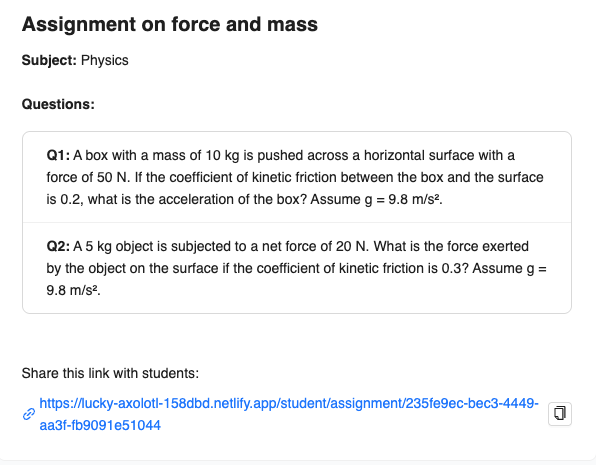 Assignment on force and mass
Subject: Physics
Questions:
Q1: A box with a mass of 10 kg is pushed across a horizontal surface with a
force of 50 N. If the coefficient of kinetic friction between the box and the surface
is 0.2, what is the acceleration of the box? Assume g = 9.8 m/s².
Q2: A 5 kg object is subjected to a net force of 20 N. What is the force exerted
by the object on the surface if the coefficient of kinetic friction is 0.3? Assume g =
9.8 m/s².
Share this link with students:
https://lucky-axolotl-158dbd.netlify.app/student/assignment/235fe9ec-bec3-4449-
aa3f-fb9091e51044